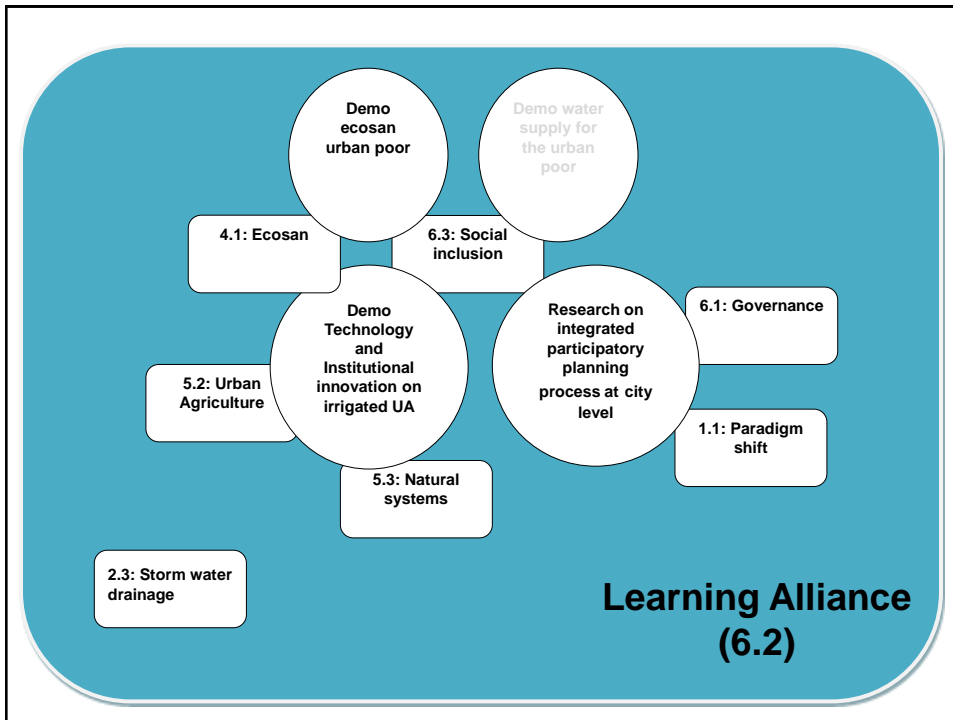 Demo
ecosan
urban poor
Demo water
supply for
the urban
poor
4.1: Ecosan
6.3: Social
inclusion
Demo
Technology
and
Institutional
innovation on
irrigated UA
Research on
integrated
participatory
planning
process at city
level
6.1: Governance
5.2: Urban
Agriculture
1.1: Paradigm
shift
5.3: Natural
systems
2.3: Storm water
drainage
Learning Alliance
(6.2)